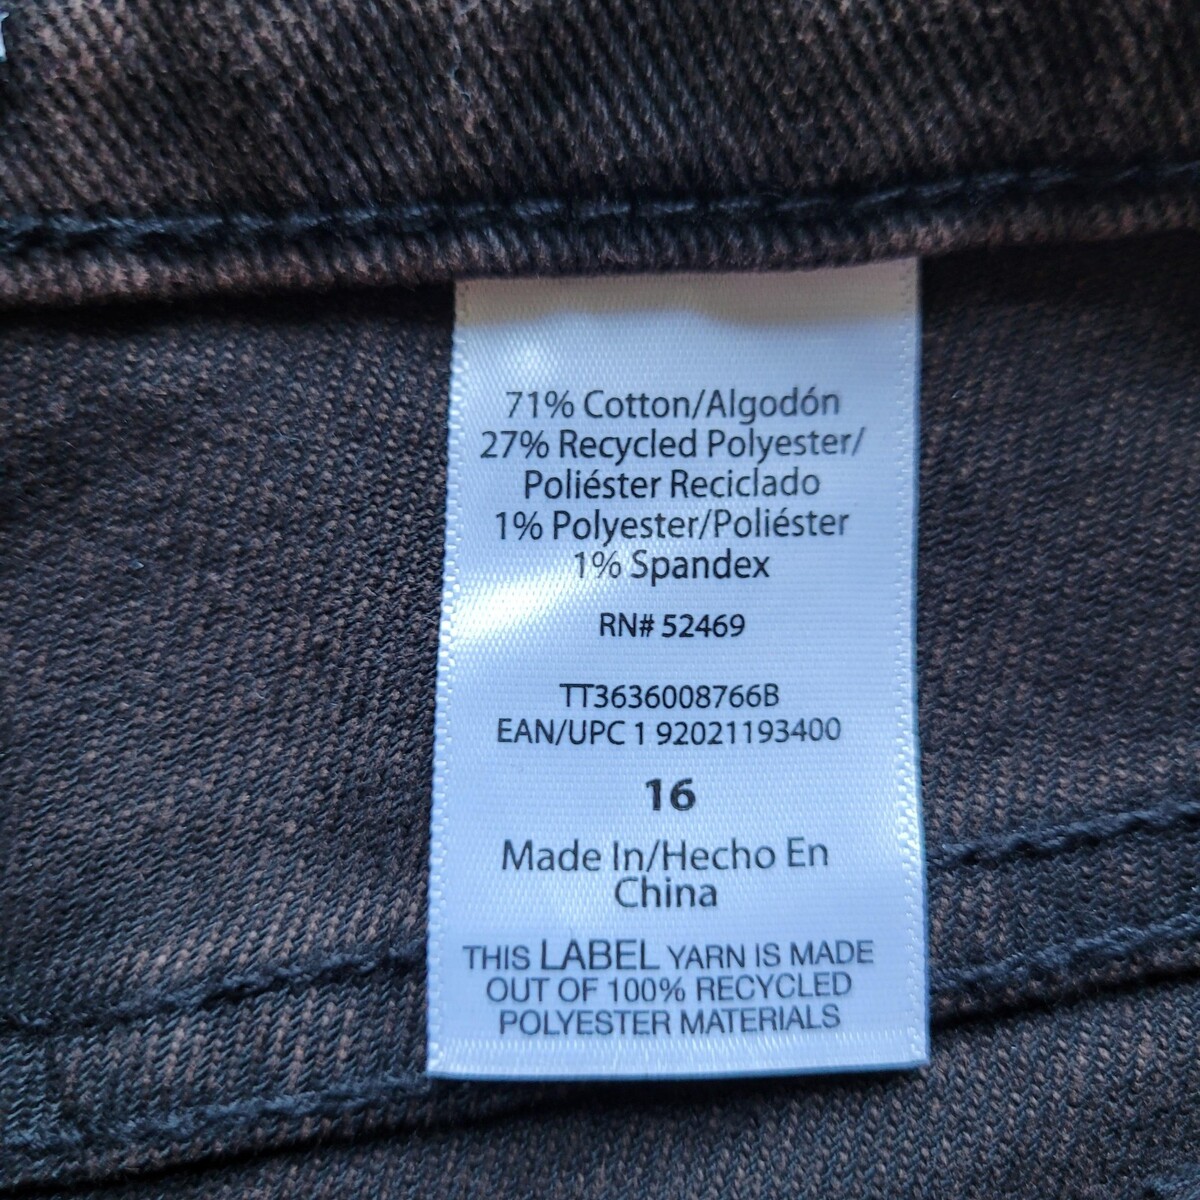 71% Cotton/Algodón
27% Recycled Polyester/
Poliéster Reciclado
1% Polyester/Poliéster
1% Spandex
RN# 52469
TT3636008766B
EAN/UPC 1 92021193400
16
Made In/Hecho En
China
THIS LABEL YARN IS MADE
OUT OF 100% RECYCLED
POLYESTER MATERIALS